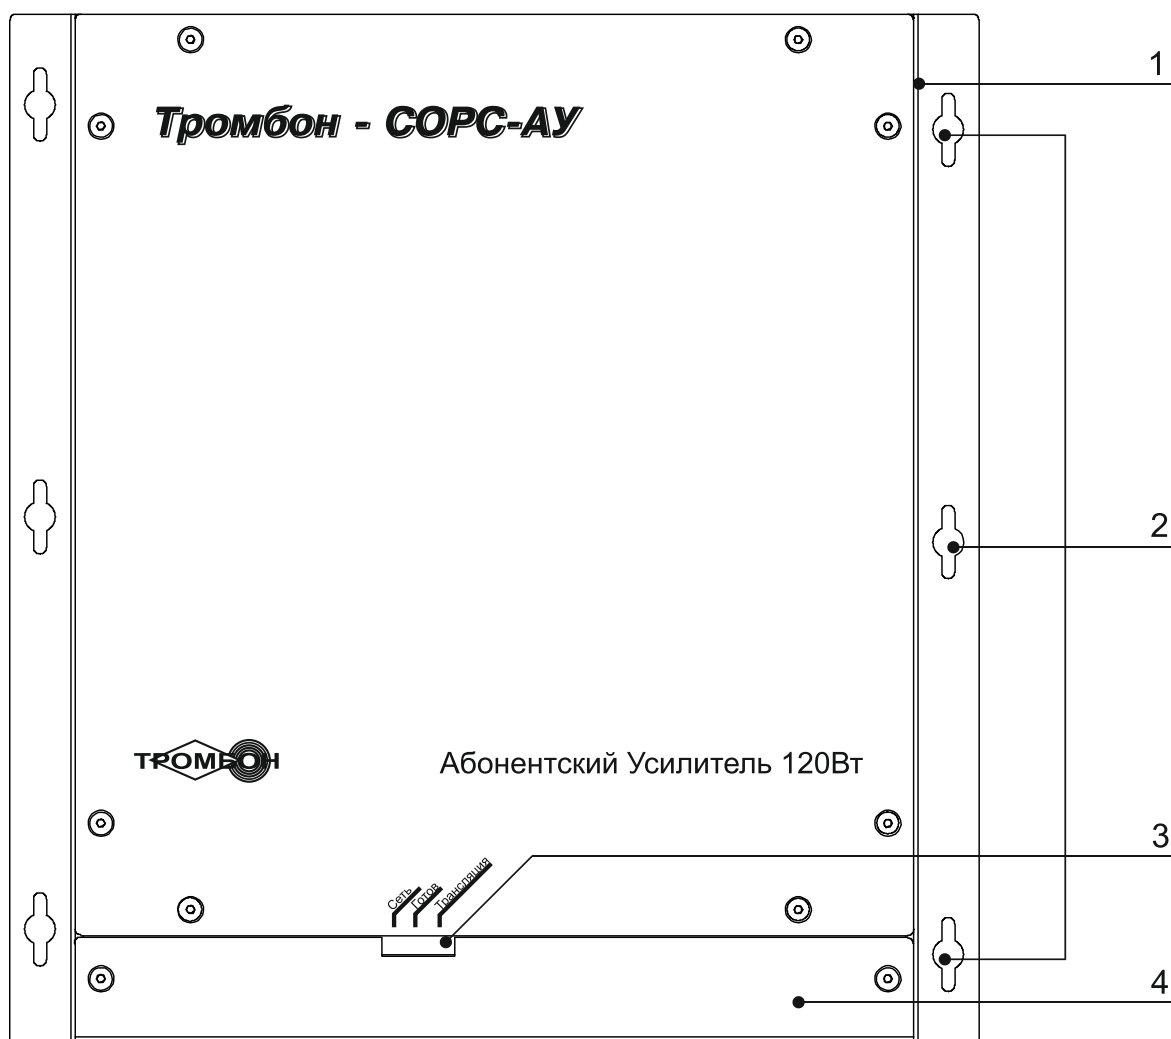 1
Тромбон - СОРС-АУ
2
ТРОМБОН
Абонентский Усилитель 120Вт
3
Сеть
Готов
Трансляция
4